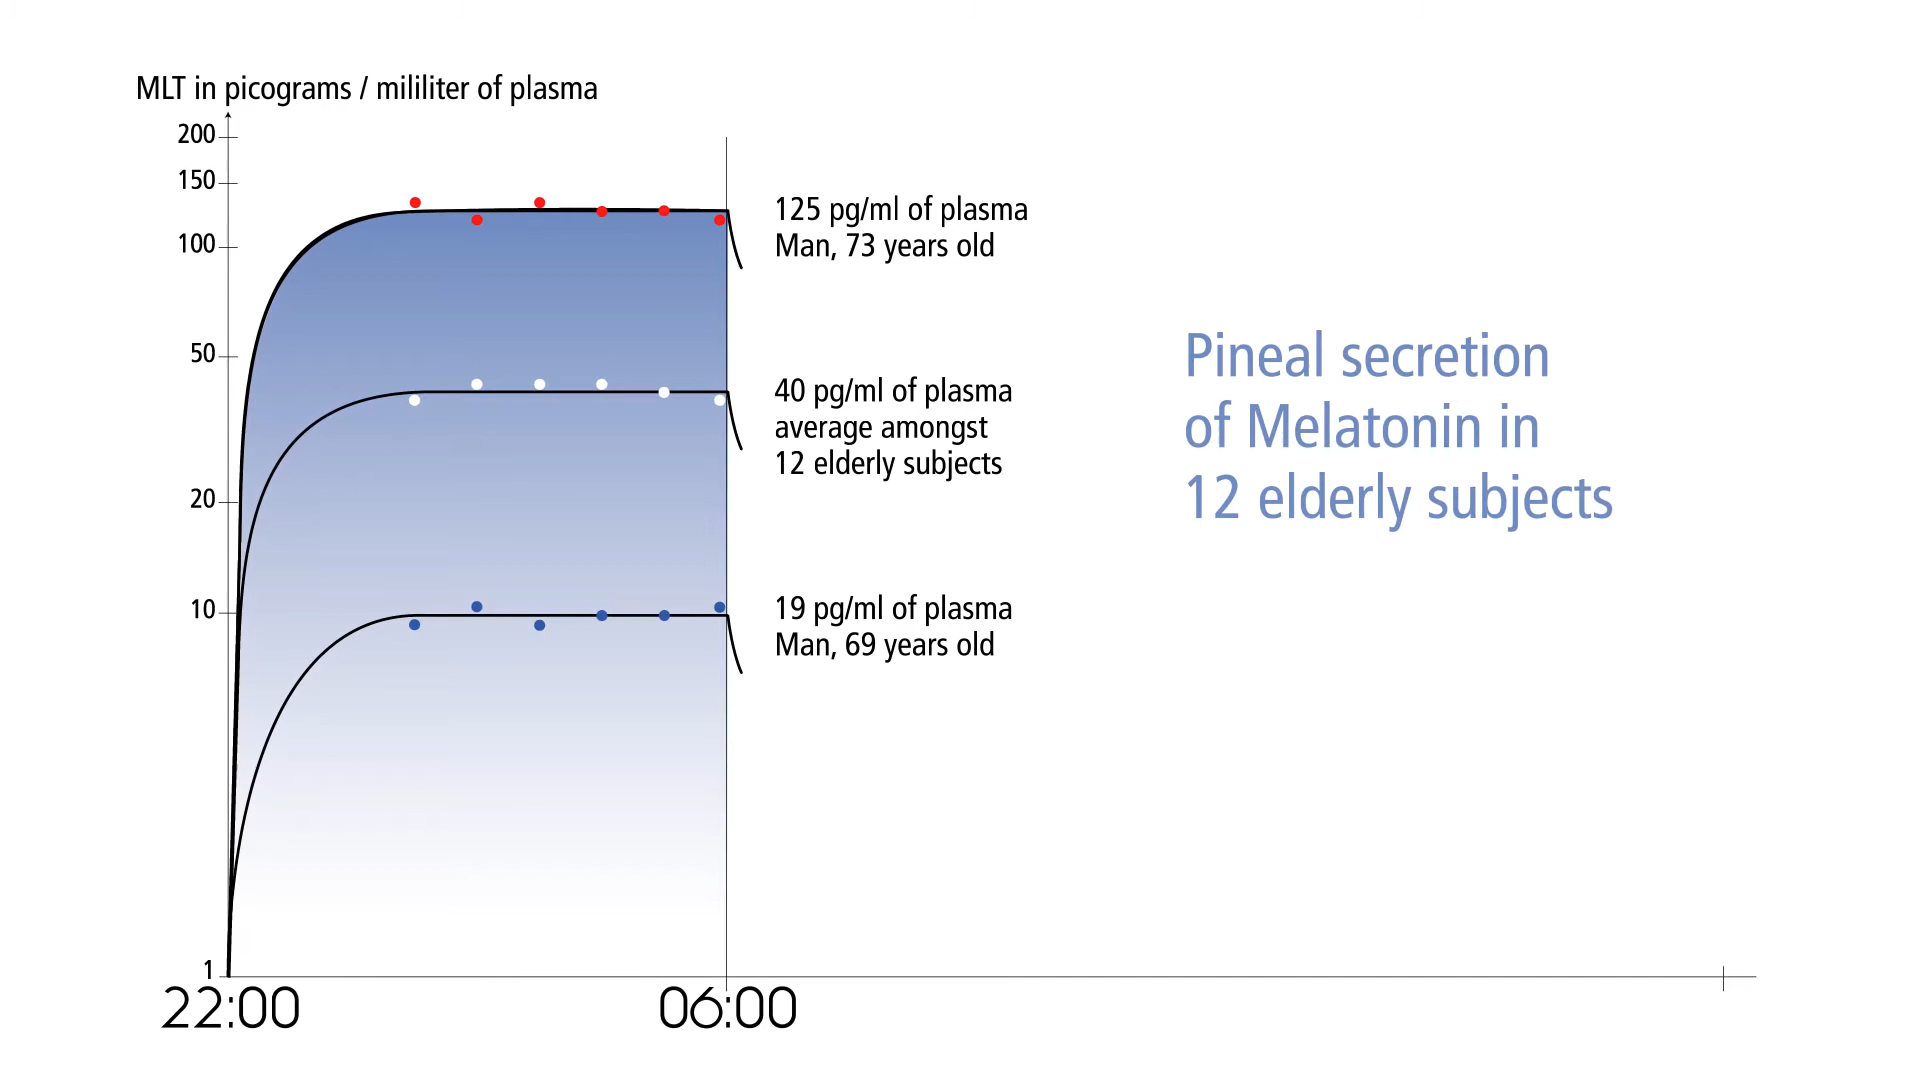 MLT in picograms / mililiter of plasma
200
150
100
50
20
10
1
22:00
06:00
125 pg/ml of plasma
Man, 73 years old
40 pg/ml of plasma
average amongst
12 elderly subjects
19 pg/ml of plasma
Man, 69 years old
Pineal secretion
of Melatonin in
12 elderly subjects